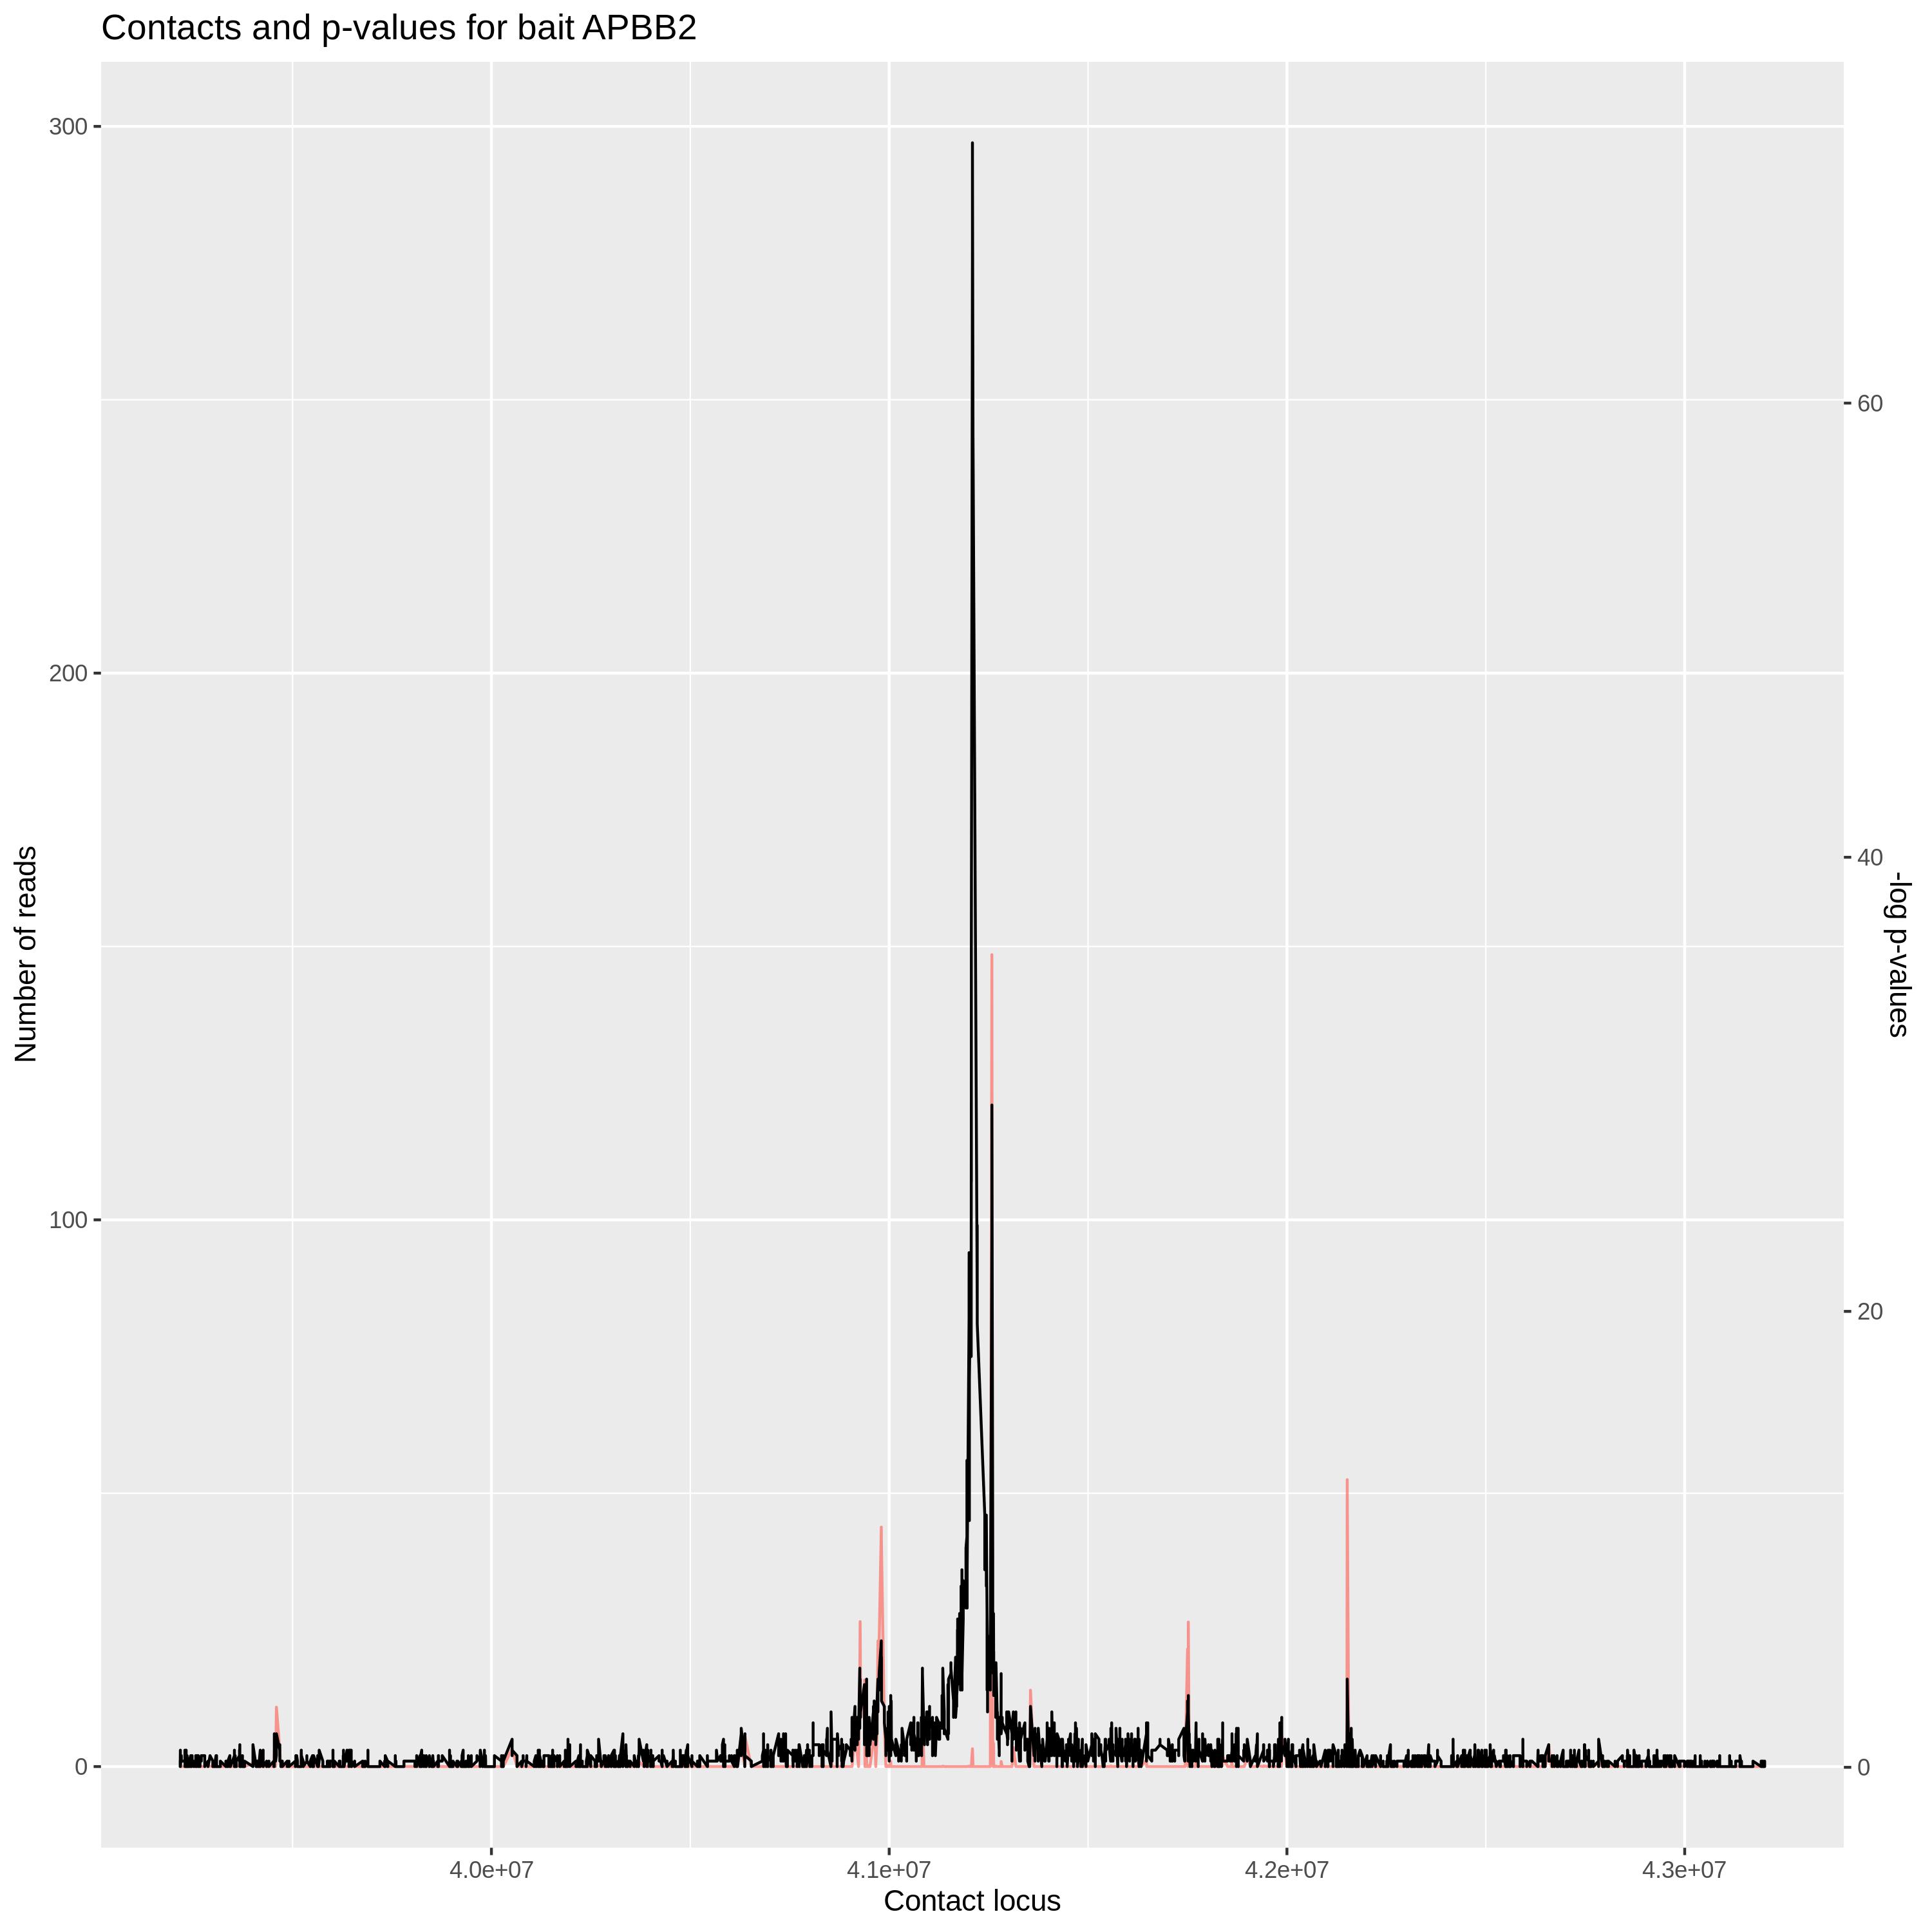 Contacts and p-values for bait APBB2
300
200
100
0
Number of reads
60
40
20
0
-log p-values
4.0e+07
4.1e+07
4.2e+07
4.3e+07
Contact locus